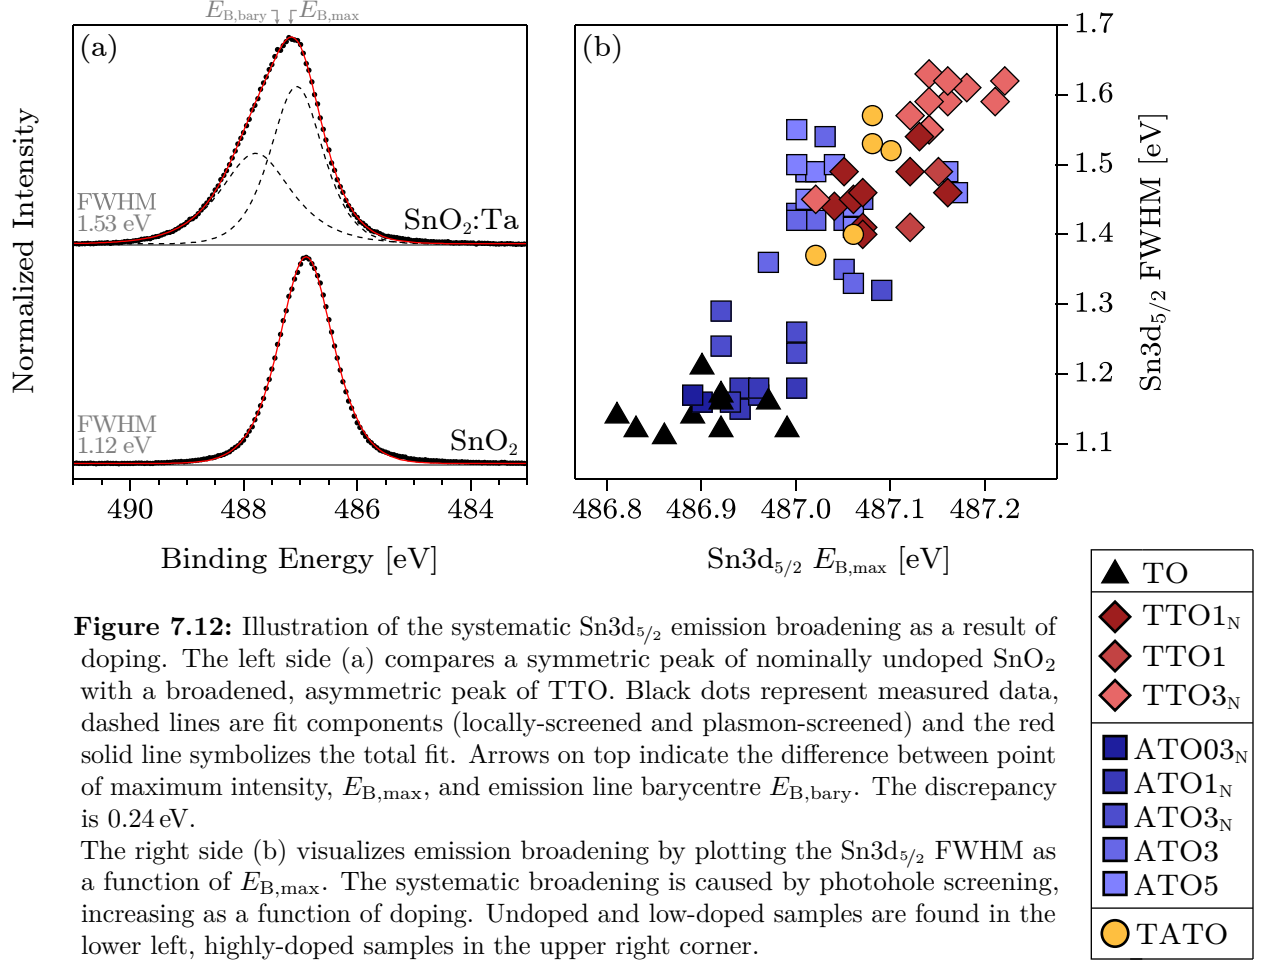 E_B,bary E_B,max
(a)
Normalized Intensity
FWHM
1.53 eV
SnO₂:Ta
FWHM
1.12 eV
SnO₂
490 488 486 484
Binding Energy [eV]
(b)
1.7
1.6
1.5
1.4
1.3
1.2
1.1
Sn3d₅/₂ FWHM [eV]
486.8 486.9 487.0 487.1 487.2
Sn3d₅/₂ E_B,max [eV]
TO
TTO1_N
TTO1
TTO3_N
ATO03_N
ATO1_N
ATO3_N
ATO3
ATO5
TATO
Figure 7.12: Illustration of the systematic Sn3d₅/₂ emission broadening as a result of
doping. The left side (a) compares a symmetric peak of nominally undoped SnO₂
with a broadened, asymmetric peak of TTO. Black dots represent measured data,
dashed lines are fit components (locally-screened and plasmon-screened) and the red
solid line symbolizes the total fit. Arrows on top indicate the difference between point
of maximum intensity, E_B,max, and emission line barycentre E_B,bary. The discrepancy
is 0.24 eV.
The right side (b) visualizes emission broadening by plotting the Sn3d₅/₂ FWHM as
a function of E_B,max. The systematic broadening is caused by photohole screening,
increasing as a function of doping. Undoped and low-doped samples are found in the
lower left, highly-doped samples in the upper right corner.